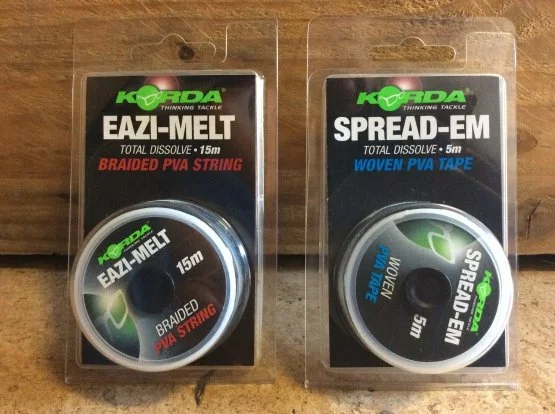 KORDA
THINKING TACKLE
EAZI-MELT
TOTAL DISSOLVE • 15m
BRAIDED PVA STRING
KORDA
EAZI-MELT
15m
BRAIDED
PVA STRING
KORDA
THINKING TACKLE
SPREAD-EM
TOTAL DISSOLVE • 5m
WOVEN PVA TAPE
KORDA
SPREAD-EM
5m
WOVEN
PVA TAPE